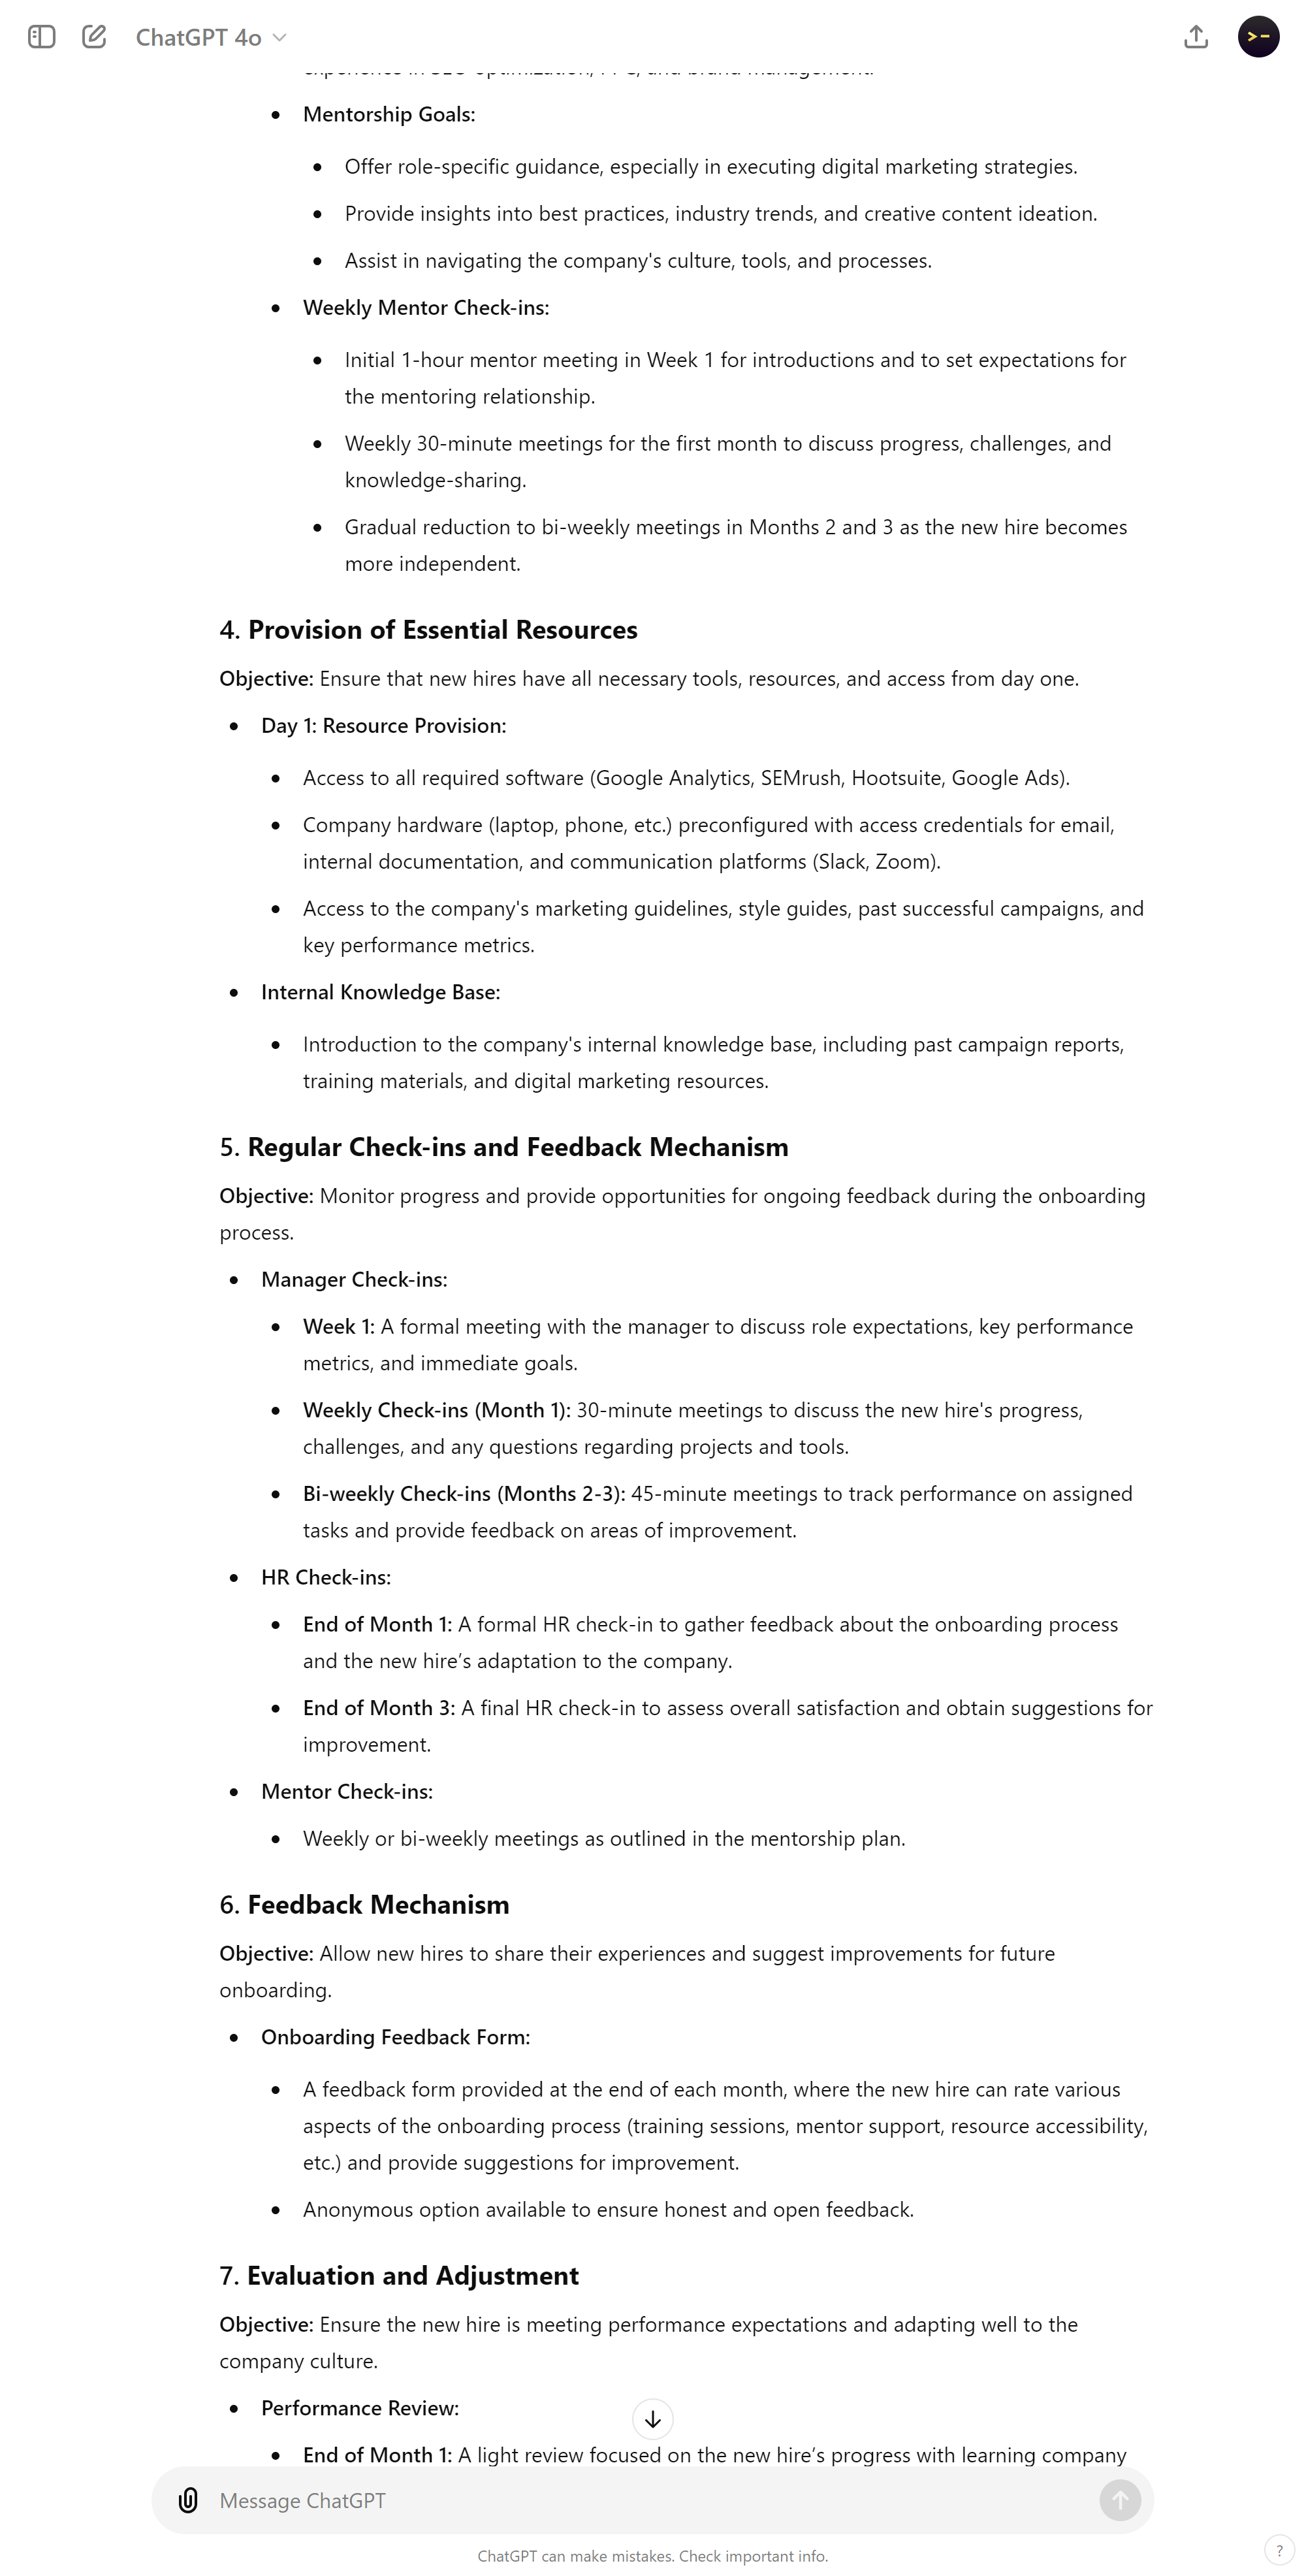 ChatGPT 4o
experience in SEO optimization, PPC, and brand management.
Mentorship Goals:
Offer role-specific guidance, especially in executing digital marketing strategies.
Provide insights into best practices, industry trends, and creative content ideation.
Assist in navigating the company's culture, tools, and processes.
Weekly Mentor Check-ins:
Initial 1-hour mentor meeting in Week 1 for introductions and to set expectations for
the mentoring relationship.
Weekly 30-minute meetings for the first month to discuss progress, challenges, and
knowledge-sharing.
Gradual reduction to bi-weekly meetings in Months 2 and 3 as the new hire becomes
more independent.
4. Provision of Essential Resources
Objective: Ensure that new hires have all necessary tools, resources, and access from day one.
Day 1: Resource Provision:
Access to all required software (Google Analytics, SEMrush, Hootsuite, Google Ads).
Company hardware (laptop, phone, etc.) preconfigured with access credentials for email,
internal documentation, and communication platforms (Slack, Zoom).
Access to the company's marketing guidelines, style guides, past successful campaigns, and
key performance metrics.
Internal Knowledge Base:
Introduction to the company's internal knowledge base, including past campaign reports,
training materials, and digital marketing resources.
5. Regular Check-ins and Feedback Mechanism
Objective: Monitor progress and provide opportunities for ongoing feedback during the onboarding
process.
Manager Check-ins:
Week 1: A formal meeting with the manager to discuss role expectations, key performance
metrics, and immediate goals.
Weekly Check-ins (Month 1): 30-minute meetings to discuss the new hire's progress,
challenges, and any questions regarding projects and tools.
Bi-weekly Check-ins (Months 2-3): 45-minute meetings to track performance on assigned
tasks and provide feedback on areas of improvement.
HR Check-ins:
End of Month 1: A formal HR check-in to gather feedback about the onboarding process
and the new hire’s adaptation to the company.
End of Month 3: A final HR check-in to assess overall satisfaction and obtain suggestions for
improvement.
Mentor Check-ins:
Weekly or bi-weekly meetings as outlined in the mentorship plan.
6. Feedback Mechanism
Objective: Allow new hires to share their experiences and suggest improvements for future
onboarding.
Onboarding Feedback Form:
A feedback form provided at the end of each month, where the new hire can rate various
aspects of the onboarding process (training sessions, mentor support, resource accessibility,
etc.) and provide suggestions for improvement.
Anonymous option available to ensure honest and open feedback.
7. Evaluation and Adjustment
Objective: Ensure the new hire is meeting performance expectations and adapting well to the
company culture.
Performance Review:
End of Month 1: A light review focused on the new hire’s progress with learning company
Message ChatGPT
ChatGPT can make mistakes. Check important info.
?